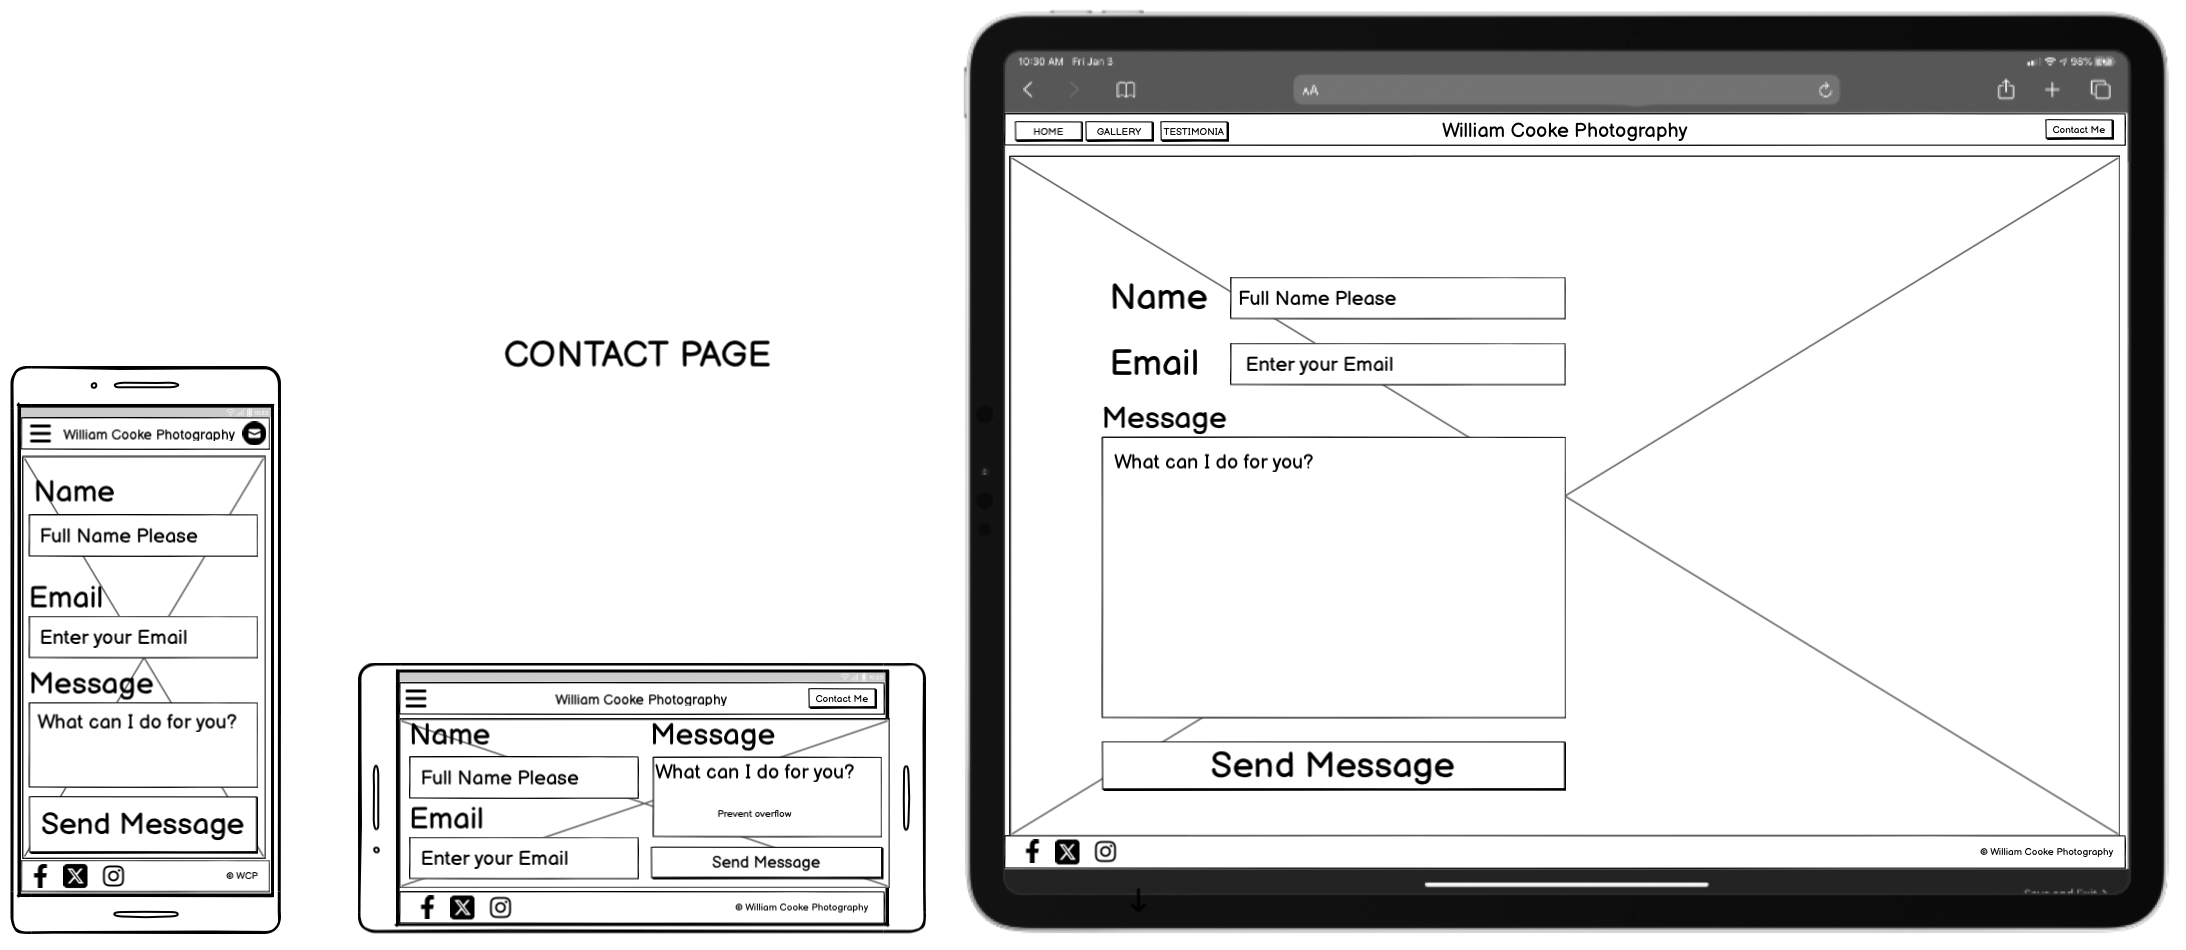 CONTACT PAGE
William Cooke Photography
Name
Full Name Please
Email
Enter your Email
Message
What can I do for you?
Send Message
© WCP
William Cooke Photography
Contact Me
Name
Full Name Please
Email
Enter your Email
Message
What can I do for you?
Prevent overflow
Send Message
© William Cooke Photography
10:30 AM Fri Jan 3
98%
AA
HOME
GALLERY
TESTIMONIA
William Cooke Photography
Contact Me
Name
Full Name Please
Email
Enter your Email
Message
What can I do for you?
Send Message
© William Cooke Photography